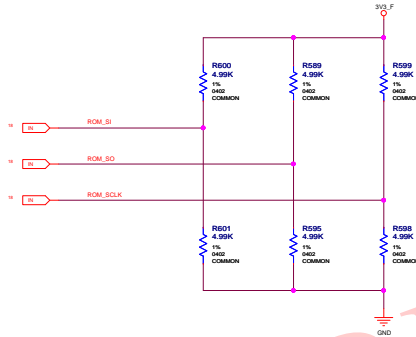 3V3_F
R600
4.99K
1%
0402
COMMON
R589
4.99K
1%
0402
COMMON
R599
4.99K
1%
0402
COMMON
IN
ROM_SI
IN
ROM_SO
IN
ROM_SCLK
R601
4.99K
1%
0402
COMMON
R595
4.99K
1%
0402
COMMON
R598
4.99K
1%
0402
COMMON
GND